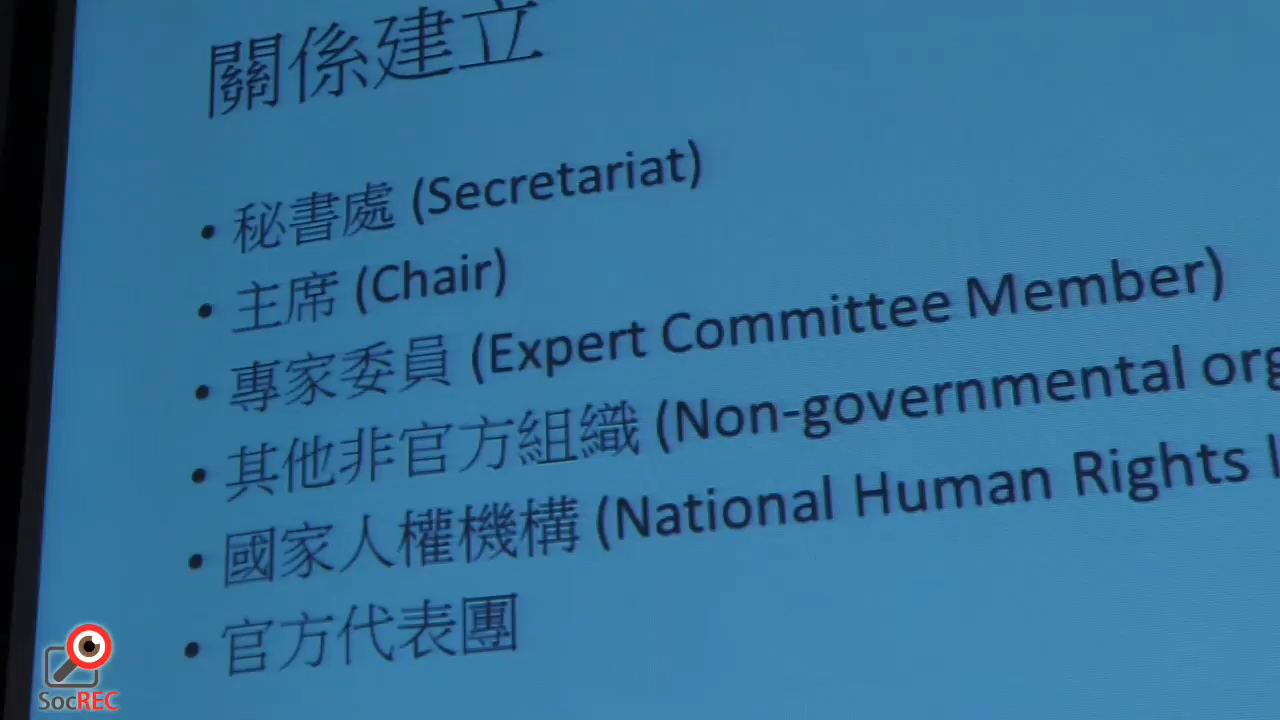 關係建立
• 秘書處 (Secretariat)
• 主席 (Chair)
• 專家委員 (Expert Committee Member)
• 其他非官方組織 (Non-governmental org
• 國家人權機構 (National Human Rights I
• 官方代表團
SocREC